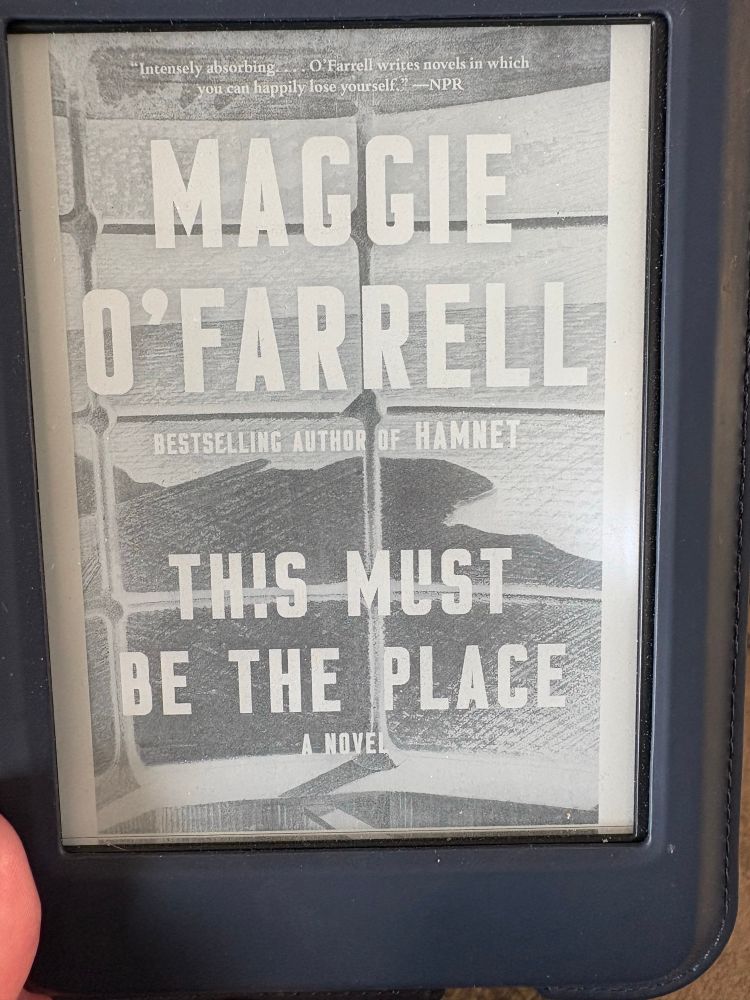 “Intensely absorbing. . . . O’Farrell writes novels in which
you can happily lose yourself.” —NPR
MAGGIE
O’FARRELL
BESTSELLING AUTHOR OF HAMNET
THIS MUST
BE THE PLACE
A NOVEL